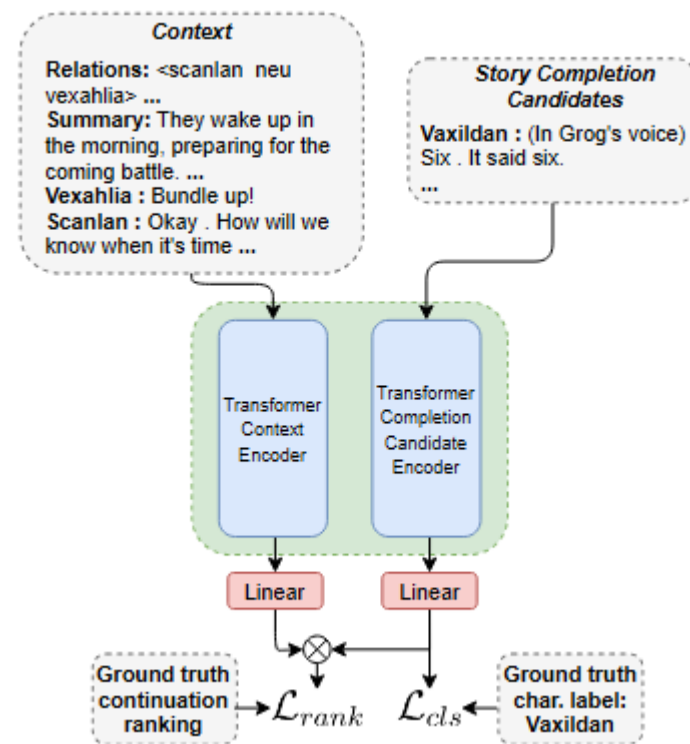 Context
Relations: <scanlan neu
vexahlia> ...
Summary: They wake up in
the morning, preparing for the
coming battle. ...
Vexahlia : Bundle up!
Scanlan : Okay . How will we
know when it's time ...
Story Completion
Candidates
Vaxildan : (In Grog's voice)
Six . It said six.
...
Transformer
Context
Encoder
Transformer
Completion
Candidate
Encoder
Linear
Linear
Ground truth
continuation
ranking
ℒrank
ℒcls
Ground truth
char. label:
Vaxildan